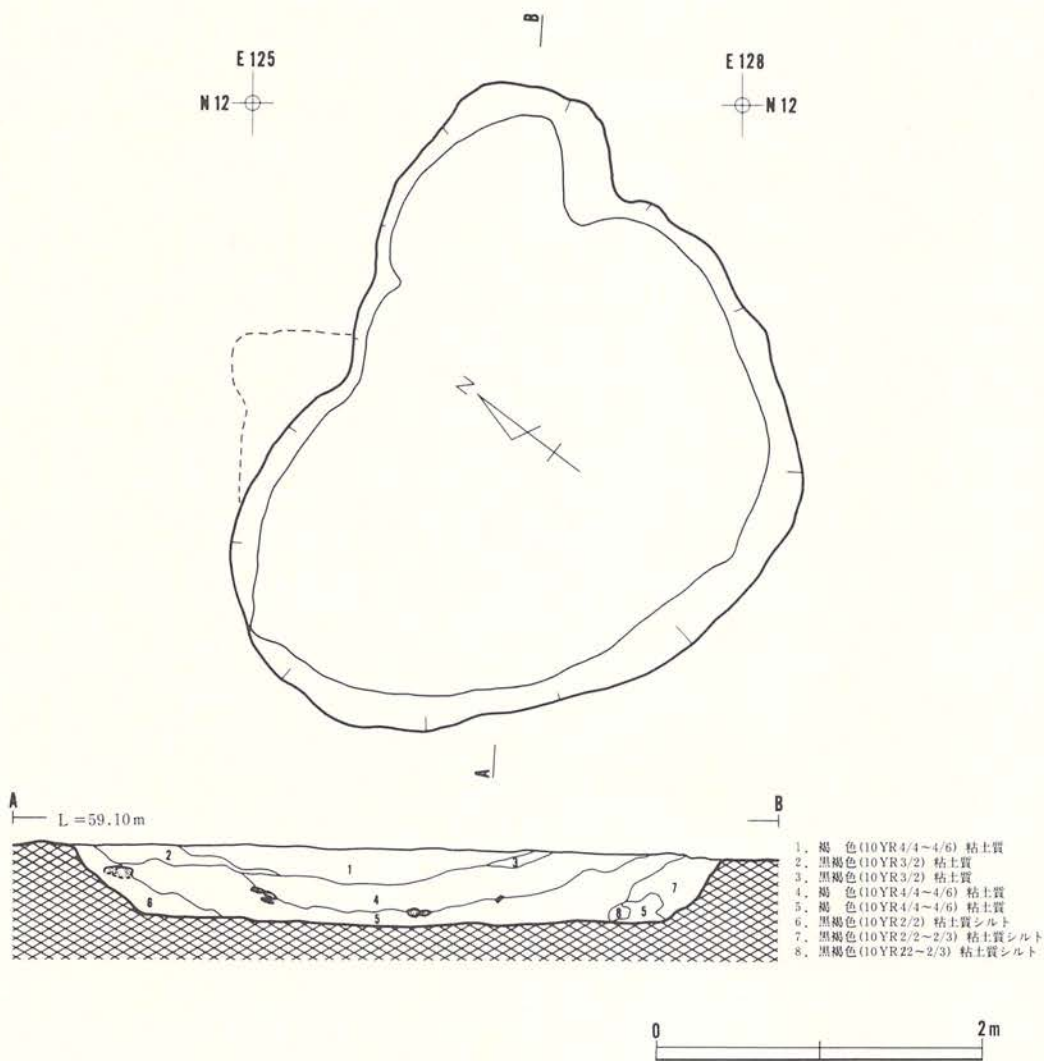 B
E 125
E 128
N 12
N 12
N
A
A
B
L =59.10m
1
2
3
4
5
6
7
5
8
1. 褐 色(10YR4/4~4/6) 粘土質
2. 黒褐色(10YR3/2) 粘土質
3. 黒褐色(10YR3/2) 粘土質
4. 褐 色(10YR4/4~4/6) 粘土質
5. 褐 色(10YR4/4~4/6) 粘土質
6. 黒褐色(10YR2/2) 粘土質シルト
7. 黒褐色(10YR2/2~2/3) 粘土質シルト
8. 黒褐色(10YR22~2/3) 粘土質シルト
0
2m